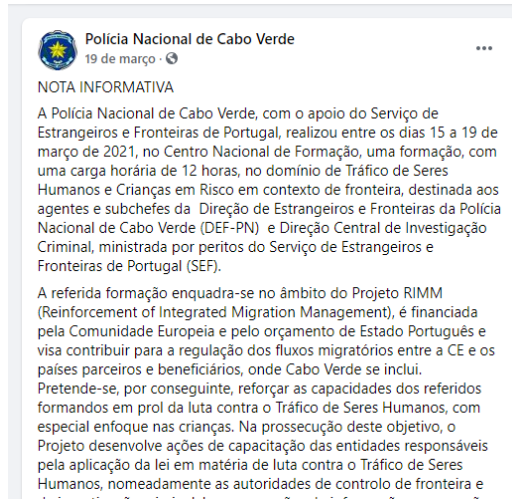 Polícia Nacional de Cabo Verde
19 de março ·
NOTA INFORMATIVA
A Polícia Nacional de Cabo Verde, com o apoio do Serviço de
Estrangeiros e Fronteiras de Portugal, realizou entre os dias 15 a 19 de
março de 2021, no Centro Nacional de Formação, uma formação, com
uma carga horária de 12 horas, no domínio de Tráfico de Seres
Humanos e Crianças em Risco em contexto de fronteira, destinada aos
agentes e subchefes da Direção de Estrangeiros e Fronteiras da Polícia
Nacional de Cabo Verde (DEF-PN) e Direção Central de Investigação
Criminal, ministrada por peritos do Serviço de Estrangeiros e
Fronteiras de Portugal (SEF).
A referida formação enquadra-se no âmbito do Projeto RIMM
(Reinforcement of Integrated Migration Management), é financiada
pela Comunidade Europeia e pelo orçamento de Estado Português e
visa contribuir para a regulação dos fluxos migratórios entre a CE e os
países parceiros e beneficiários, onde Cabo Verde se inclui.
Pretende-se, por conseguinte, reforçar as capacidades dos referidos
formandos em prol da luta contra o Tráfico de Seres Humanos, com
especial enfoque nas crianças. Na prossecução deste objetivo, o
Projeto desenvolve ações de capacitação das entidades responsáveis
pela aplicação da lei em matéria de luta contra o Tráfico de Seres
Humanos, nomeadamente as autoridades de controlo de fronteira e